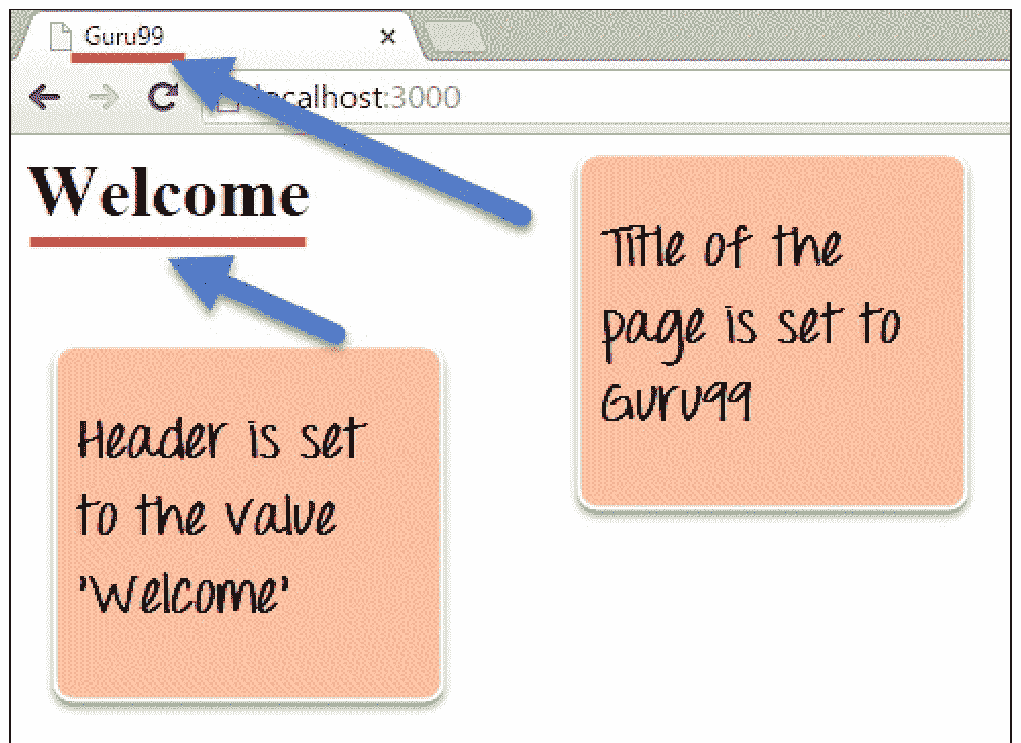 Guru99
localhost:3000
Welcome
Title of the
page is set to
Guru99
Header is set
to the value
'Welcome'